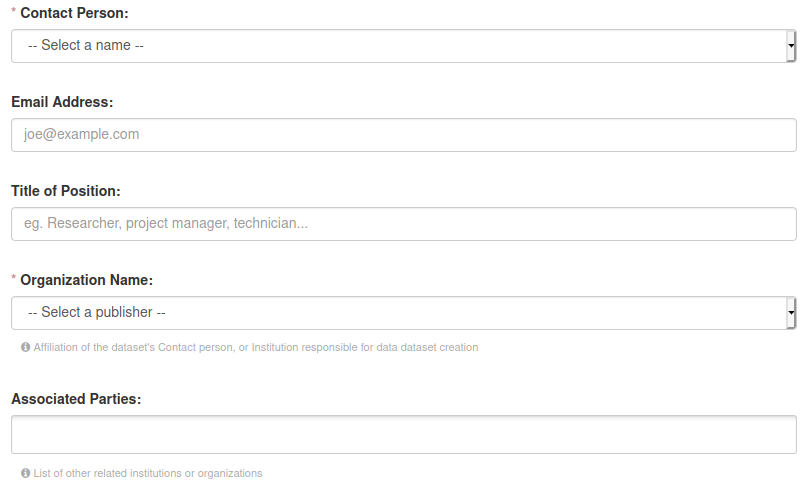 * Contact Person:
-- Select a name --
Email Address:
joe@example.com
Title of Position:
eg. Researcher, project manager, technician...
* Organization Name:
-- Select a publisher --
Affiliation of the dataset's Contact person, or Institution responsible for data dataset creation
Associated Parties:
List of other related institutions or organizations